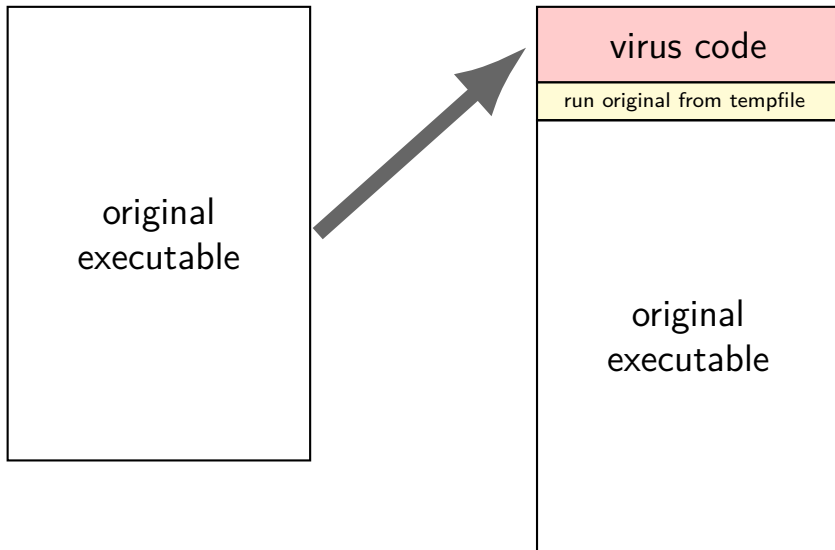 original
executable
virus code
run original from tempfile
original
executable